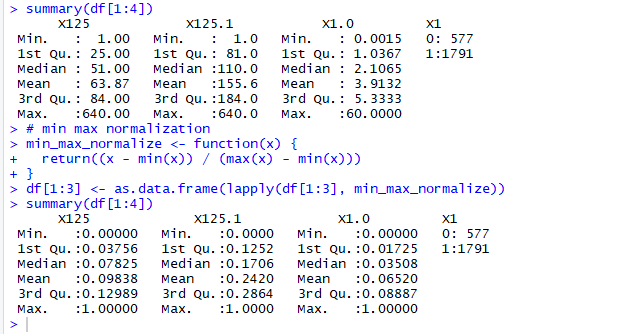 > summary(df[1:4])
      X125            X125.1           X1.0          X1
 Min.   :  1.00   Min.   :  1.0   Min.   : 0.0015   0: 577
 1st Qu.: 25.00   1st Qu.: 81.0   1st Qu.: 1.0367   1:1791
 Median : 51.00   Median :110.0   Median : 2.1065
 Mean   : 63.87   Mean   :155.6   Mean   : 3.9132
 3rd Qu.: 84.00   3rd Qu.:184.0   3rd Qu.: 5.3333
 Max.   :640.00   Max.   :640.0   Max.   :60.0000
> # min max normalization
> min_max_normalize <- function(x) {
+   return((x - min(x)) / (max(x) - min(x)))
+ }
> df[1:3] <- as.data.frame(lapply(df[1:3], min_max_normalize))
> summary(df[1:4])
      X125             X125.1            X1.0          X1
 Min.   :0.00000   Min.   :0.0000   Min.   :0.00000   0: 577
 1st Qu.:0.03756   1st Qu.:0.1252   1st Qu.:0.01725   1:1791
 Median :0.07825   Median :0.1706   Median :0.03508
 Mean   :0.09838   Mean   :0.2420   Mean   :0.06520
 3rd Qu.:0.12989   3rd Qu.:0.2864   3rd Qu.:0.08887
 Max.   :1.00000   Max.   :1.0000   Max.   :1.00000
>